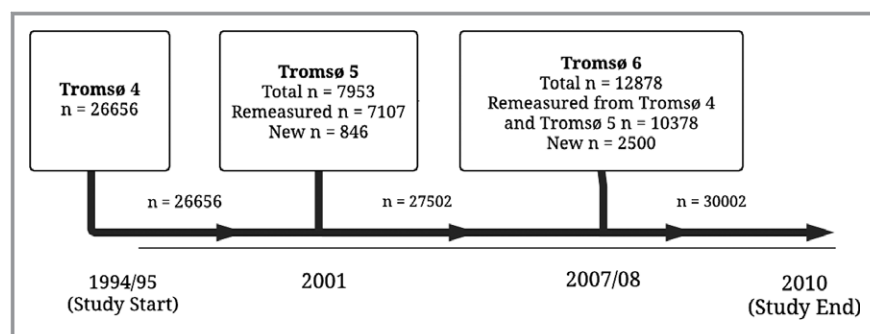 Tromsø 4
n = 26656
Tromsø 5
Total n = 7953
Remeasured n = 7107
New n = 846
Tromsø 6
Total n = 12878
Remeasured from Tromsø 4
and Tromsø 5 n = 10378
New n = 2500
n = 26656
n = 27502
n = 30002
1994/95
(Study Start)
2001
2007/08
2010
(Study End)